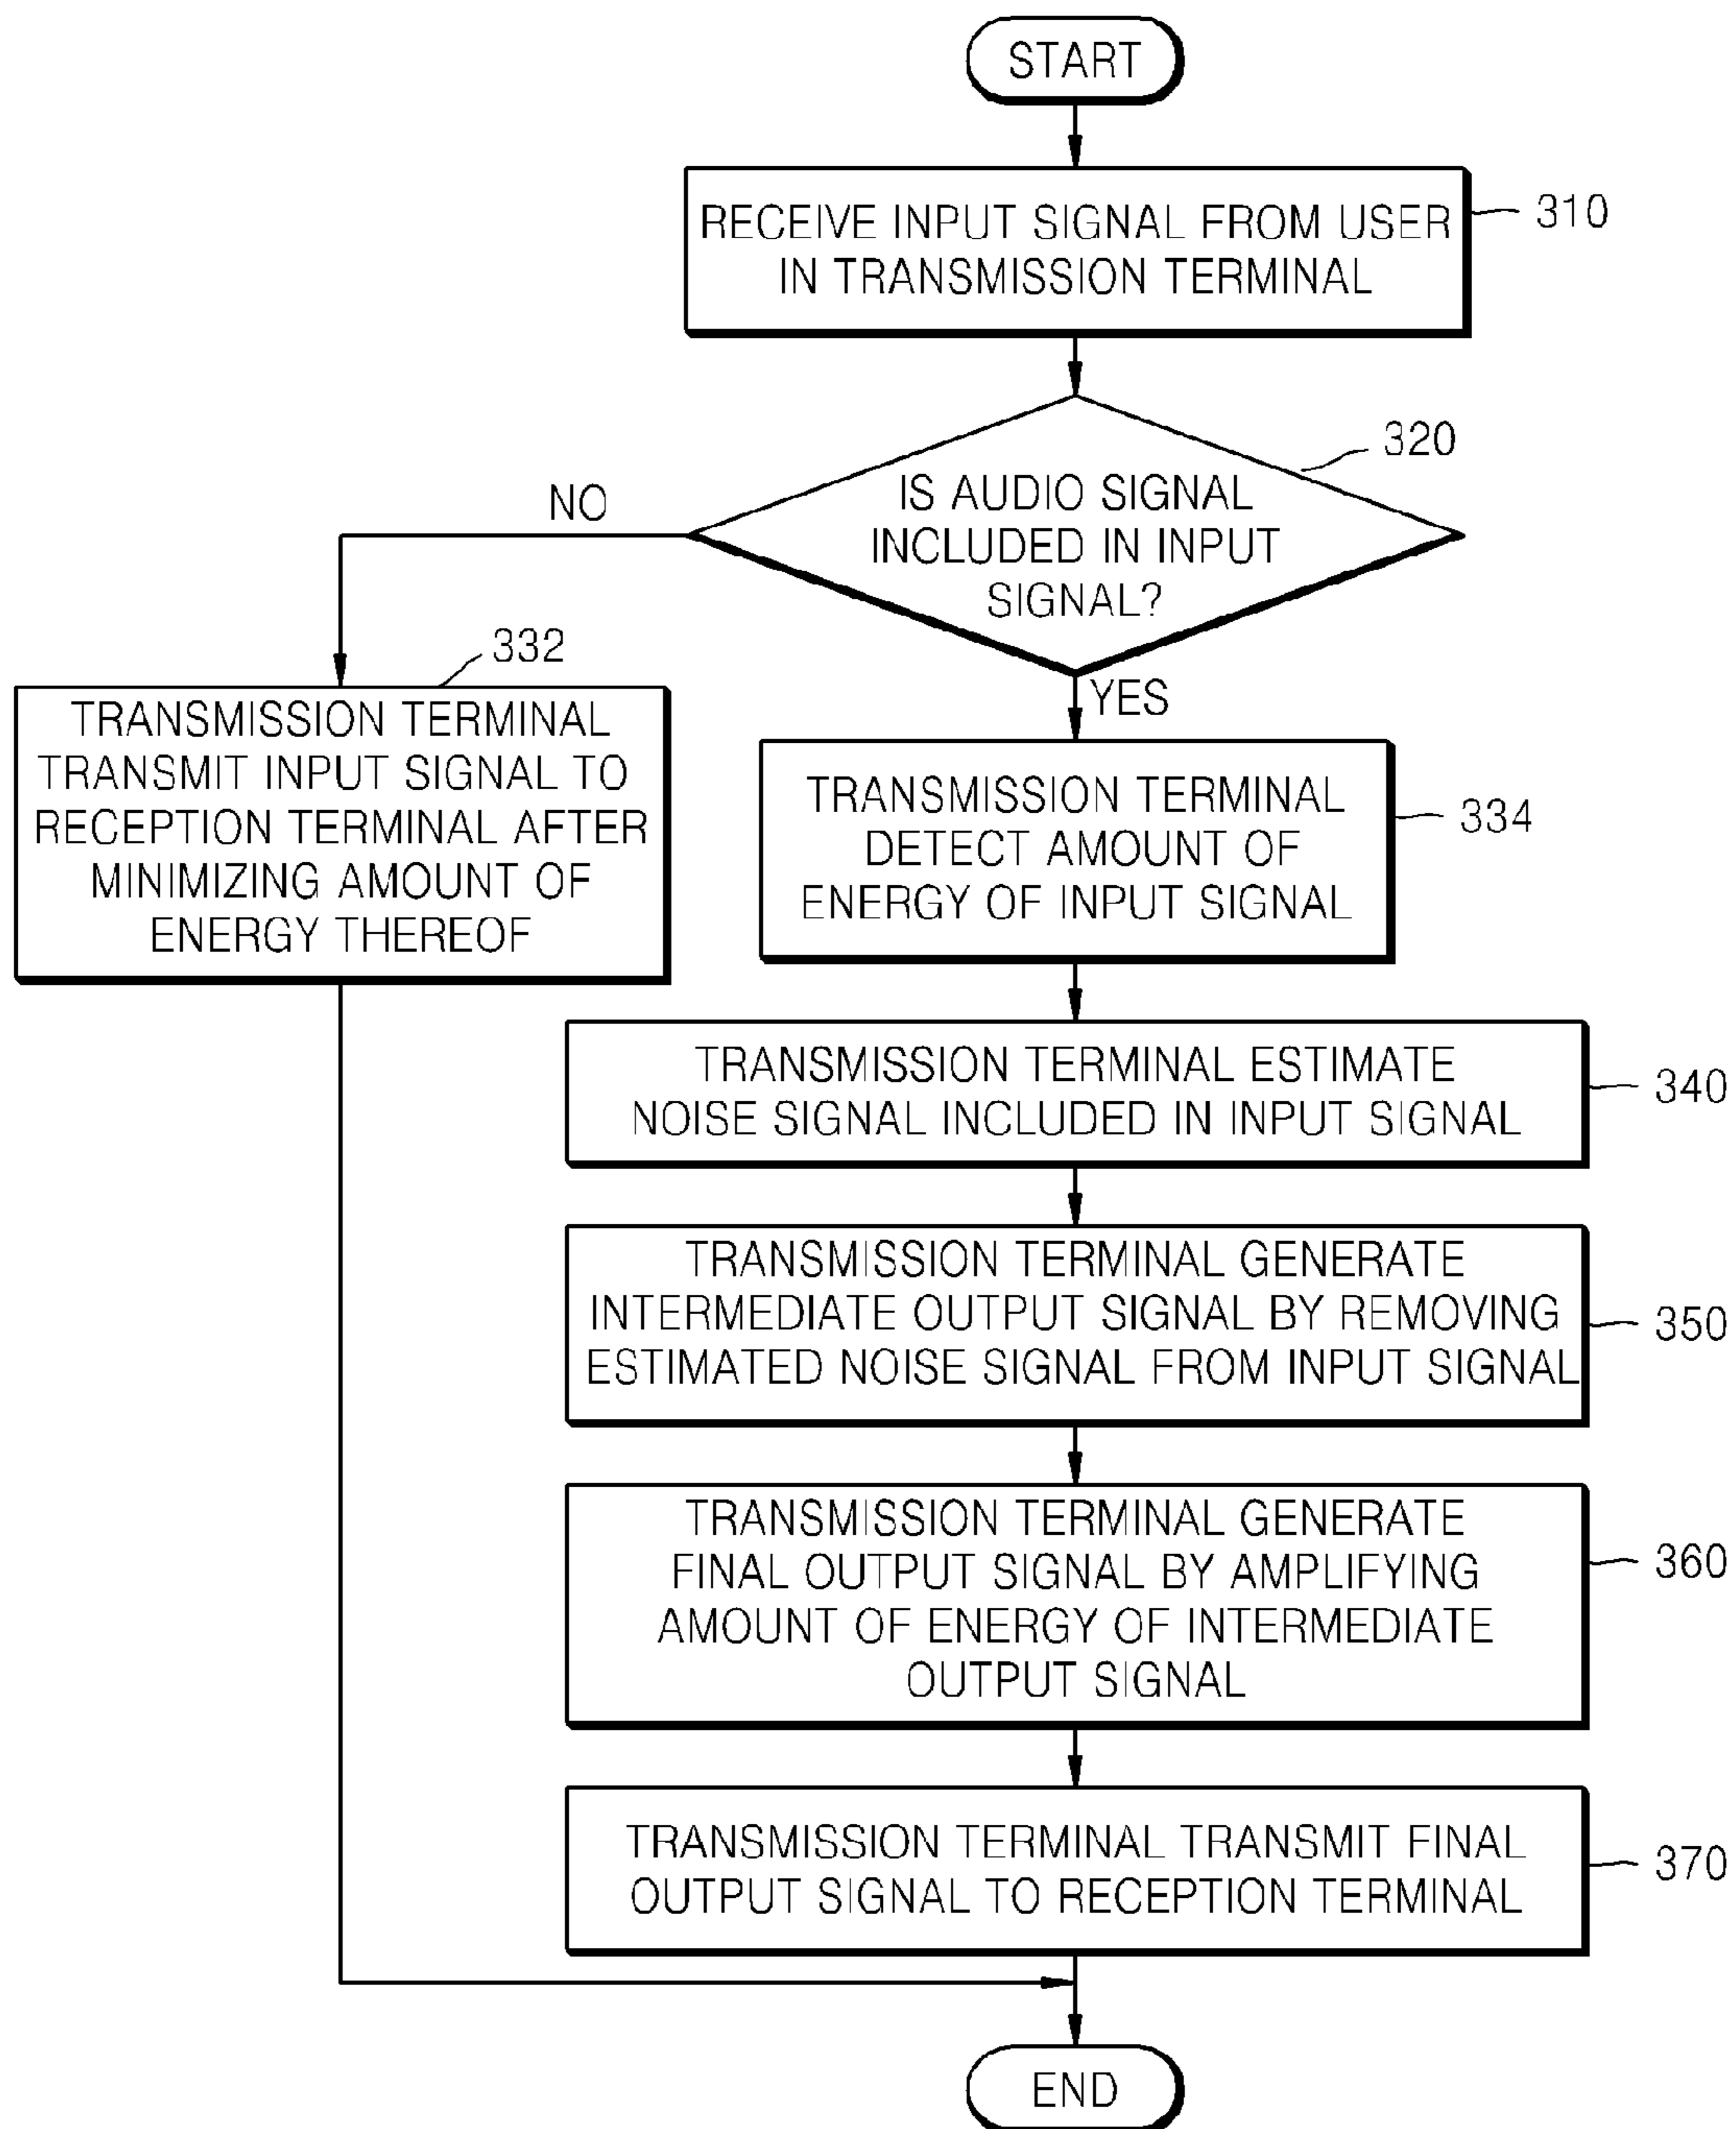 START
RECEIVE INPUT SIGNAL FROM USER
IN TRANSMISSION TERMINAL
310
320
IS AUDIO SIGNAL
INCLUDED IN INPUT
SIGNAL?
NO
YES
332
TRANSMISSION TERMINAL
TRANSMIT INPUT SIGNAL TO
RECEPTION TERMINAL AFTER
MINIMIZING AMOUNT OF
ENERGY THEREOF
TRANSMISSION TERMINAL
DETECT AMOUNT OF
ENERGY OF INPUT SIGNAL
334
TRANSMISSION TERMINAL ESTIMATE
NOISE SIGNAL INCLUDED IN INPUT SIGNAL
340
TRANSMISSION TERMINAL GENERATE
INTERMEDIATE OUTPUT SIGNAL BY REMOVING
ESTIMATED NOISE SIGNAL FROM INPUT SIGNAL
350
TRANSMISSION TERMINAL GENERATE
FINAL OUTPUT SIGNAL BY AMPLIFYING
AMOUNT OF ENERGY OF INTERMEDIATE
OUTPUT SIGNAL
360
TRANSMISSION TERMINAL TRANSMIT FINAL
OUTPUT SIGNAL TO RECEPTION TERMINAL
370
END